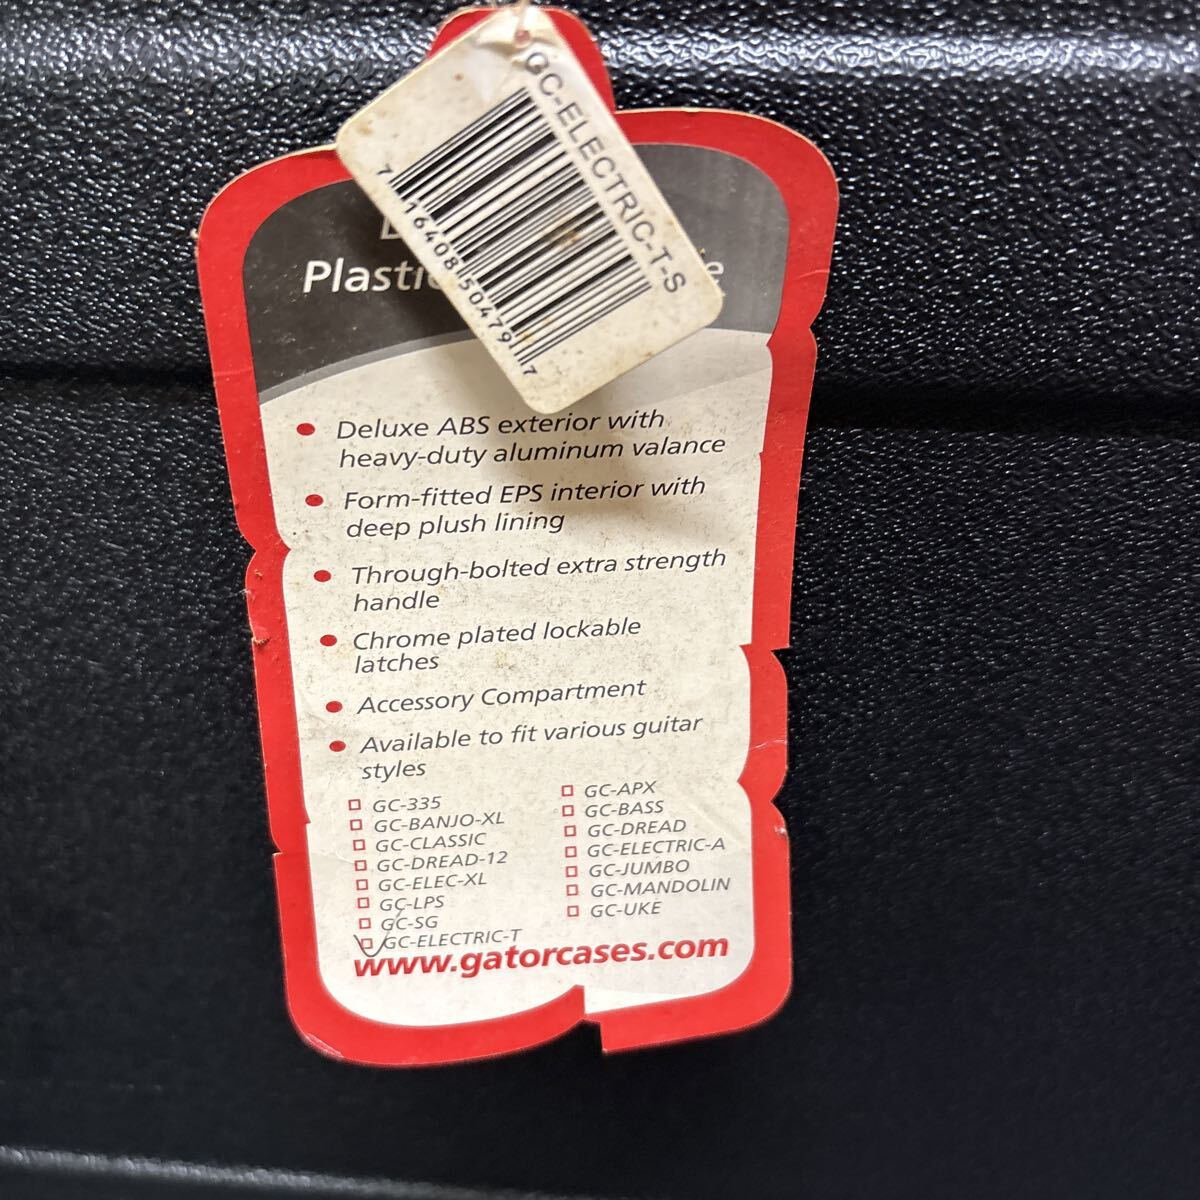 GC-ELECTRIC-T-S
7 16408 50479 7
Deluxe ABS exterior with
heavy-duty aluminum valance
Form-fitted EPS interior with
deep plush lining
Through-bolted extra strength
handle
Chrome plated lockable
latches
Accessory Compartment
Available to fit various guitar
styles
GC-335
GC-BANJO-XL
GC-CLASSIC
GC-DREAD-12
GC-ELEC-XL
GC-LPS
GC-SG
GC-ELECTRIC-T
GC-APX
GC-BASS
GC-DREAD
GC-ELECTRIC-A
GC-JUMBO
GC-MANDOLIN
GC-UKE
www.gatorcases.com